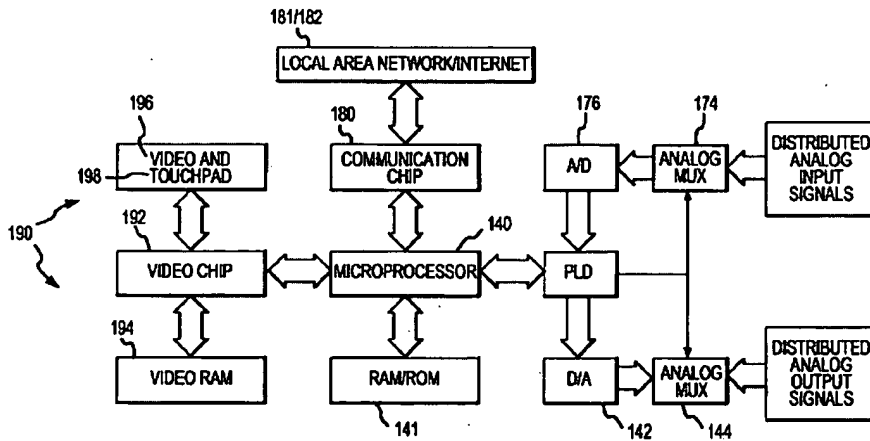 181/182
LOCAL AREA NETWORK/INTERNET
196
180
176
174
VIDEO AND
198 TOUCHPAD
COMMUNICATION
CHIP
A/D
ANALOG
MUX
DISTRIBUTED
ANALOG
INPUT
SIGNALS
190
192
140
VIDEO CHIP
MICROPROCESSOR
PLD
194
VIDEO RAM
RAM/ROM
D/A
ANALOG
MUX
DISTRIBUTED
ANALOG
OUTPUT
SIGNALS
141
142
144